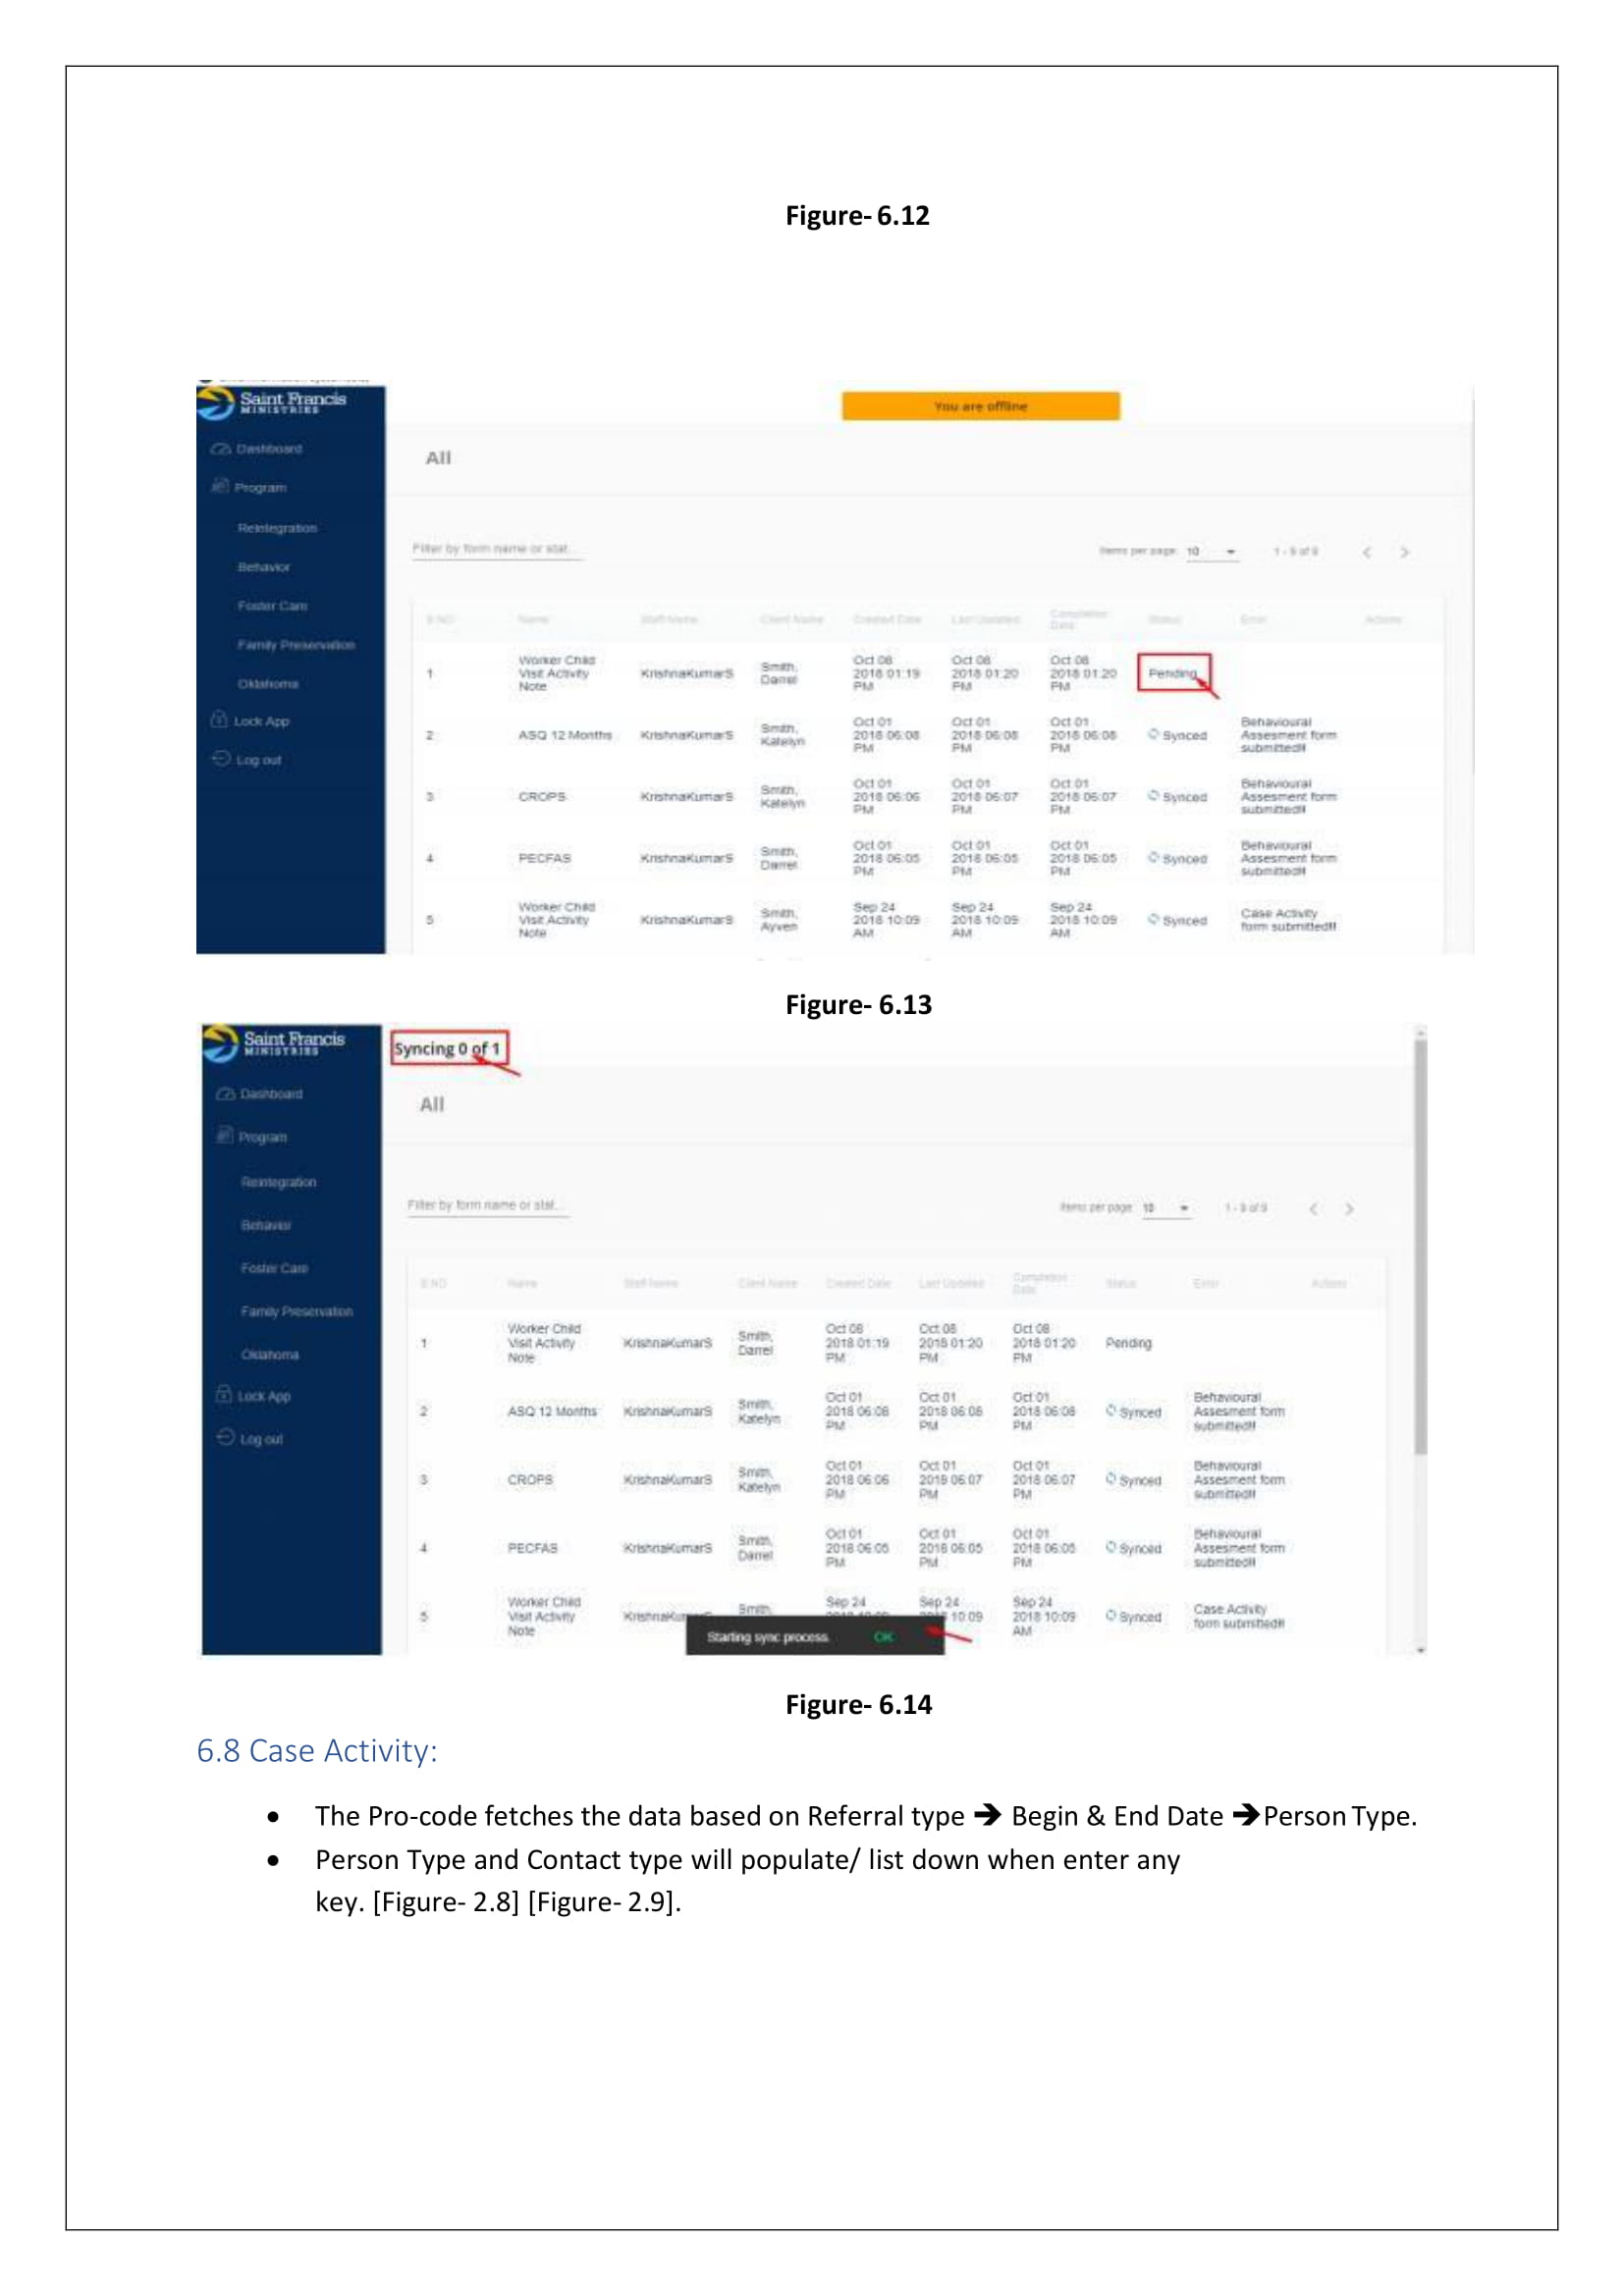 Figure- 6.12
Saint Francis
MINISTRIES
You are offline
Dashboard
All
Program
Reintegration
Filter by form name or stat...
Items per page: 10
1 - 9 of 9
Behavior
Foster Care
S.NO
Name
Staff Name
Client Name
Created Date
Last Updated
Completion
Date
Status
Error
Actions
Family Preservation
Oklahoma
Lock App
Log out
1
Worker Child
Visit Activity
Note
KrishnaKumarS
Smith,
Darrel
Oct 08
2018 01:19
PM
Oct 08
2018 01:20
PM
Oct 08
2018 01:20
PM
Pending
2
ASQ 12 Months
KrishnaKumarS
Smith,
Katelyn
Oct 01
2018 06:08
PM
Oct 01
2018 06:08
PM
Oct 01
2018 06:08
PM
Synced
Behavioural
Assesment form
submitted!!
3
CROPS
KrishnaKumarS
Smith,
Katelyn
Oct 01
2018 06:06
PM
Oct 01
2018 06:07
PM
Oct 01
2018 06:07
PM
Synced
Behavioural
Assesment form
submitted!!
4
PECFAS
KrishnaKumarS
Smith,
Darrel
Oct 01
2018 06:05
PM
Oct 01
2018 06:05
PM
Oct 01
2018 06:05
PM
Synced
Behavioural
Assesment form
submitted!!
5
Worker Child
Visit Activity
Note
KrishnaKumarS
Smith,
Ayven
Sep 24
2018 10:09
AM
Sep 24
2018 10:09
AM
Sep 24
2018 10:09
AM
Synced
Case Activity
form submitted!!
Figure- 6.13
Saint Francis
MINISTRIES
Syncing 0 of 1
Dashboard
All
Program
Reintegration
Filter by form name or stat...
Items per page: 10
1 - 9 of 9
Behavior
Foster Care
S.NO
Name
Staff Name
Client Name
Created Date
Last Updated
Completion
Date
Status
Error
Actions
Family Preservation
Oklahoma
Lock App
Log out
1
Worker Child
Visit Activity
Note
KrishnaKumarS
Smith,
Darrel
Oct 08
2018 01:19
PM
Oct 08
2018 01:20
PM
Oct 08
2018 01:20
PM
Pending
2
ASQ 12 Months
KrishnaKumarS
Smith,
Katelyn
Oct 01
2018 06:08
PM
Oct 01
2018 06:08
PM
Oct 01
2018 06:08
PM
Synced
Behavioural
Assesment form
submitted!!
3
CROPS
KrishnaKumarS
Smith,
Katelyn
Oct 01
2018 06:06
PM
Oct 01
2018 06:07
PM
Oct 01
2018 06:07
PM
Synced
Behavioural
Assesment form
submitted!!
4
PECFAS
KrishnaKumarS
Smith,
Darrel
Oct 01
2018 06:05
PM
Oct 01
2018 06:05
PM
Oct 01
2018 06:05
PM
Synced
Behavioural
Assesment form
submitted!!
5
Worker Child
Visit Activity
Note
Smith,
Sep 24
Sep 24
10:09
Sep 24
2018 10:09
AM
Synced
Case Activity
form submitted!!
Starting sync process
OK
Figure- 6.14
6.8 Case Activity:
• The Pro-code fetches the data based on Referral type ➔ Begin & End Date ➔Person Type.
• Person Type and Contact type will populate/ list down when enter any
key. [Figure- 2.8] [Figure- 2.9].